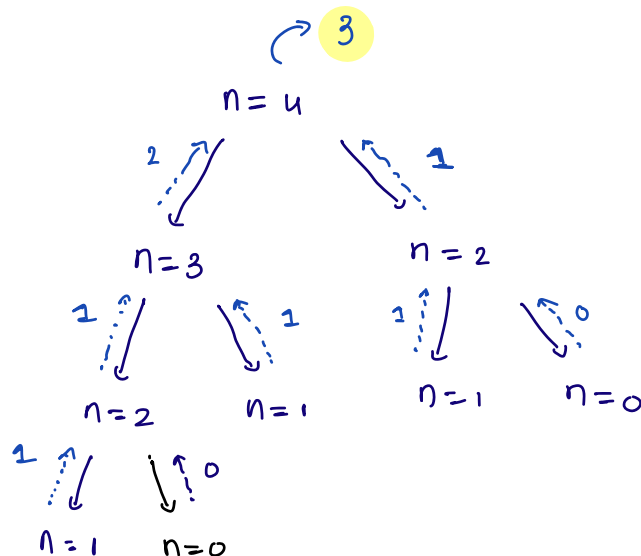 3
n = 4
2 1
n = 3 n = 2
1 1 1 0
n = 2 n = 1 n = 1 n = 0
1 0
n = 1 n = 0